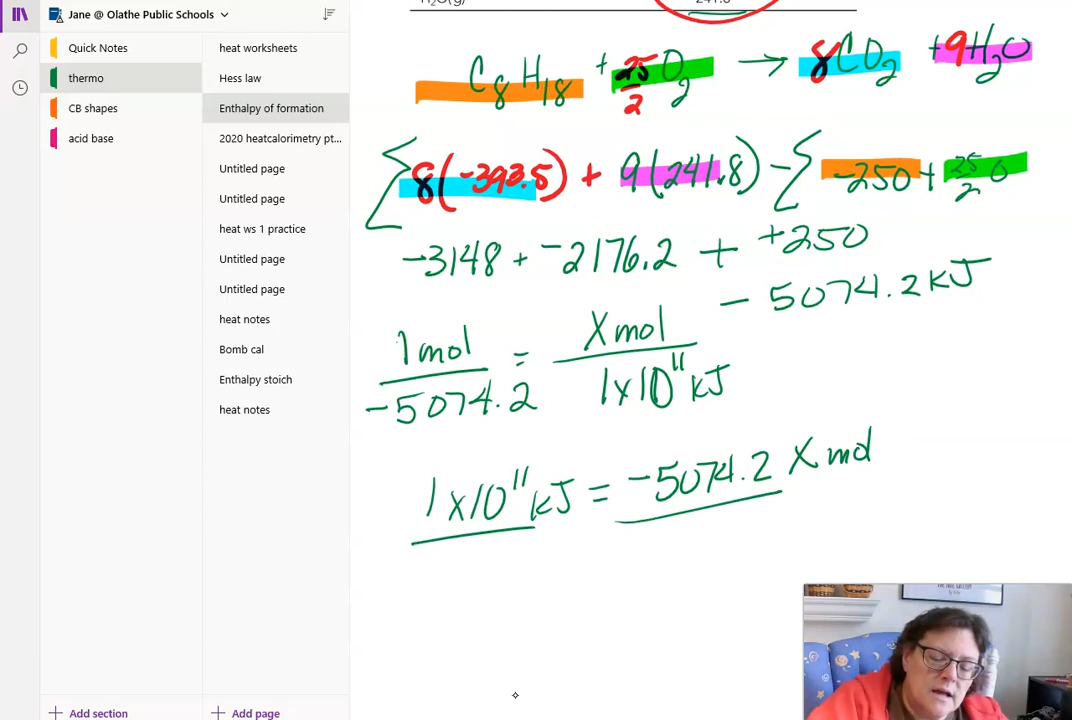 Jane @ Olathe Public Schools
Quick Notes
thermo
CB shapes
acid base
heat worksheets
Hess law
Enthalpy of formation
2020 heatcalorimetry pt...
Untitled page
Untitled page
heat ws 1 practice
Untitled page
Untitled page
heat notes
Bomb cal
Enthalpy stoich
heat notes
Add section
Add page
H₂O(g)
C₈H₁₈ + 25/2 O₂ → 8CO₂ + 9H₂O
Σ 8(-393.5) + 9(241.8) - Σ -250 + 25/2 0
-3148 + -2176.2 + +250
- 5074.2 kJ
1 mol / -5074.2 = X mol / 1x10¹¹ kJ
1x10¹¹ kJ = -5074.2 X mol